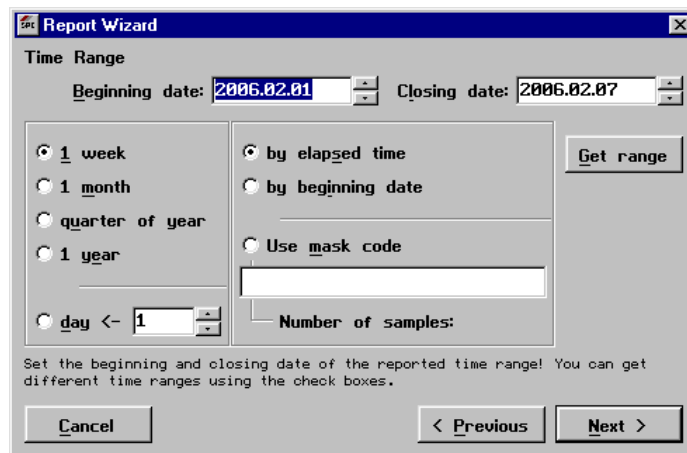 SPC Report Wizard
Time Range
Beginning date: 2006.02.01 Closing date: 2006.02.07
1 week
1 month
quarter of year
1 year
day <- 1
by elapsed time
by beginning date
Use mask code
Number of samples:
Get range
Set the beginning and closing date of the reported time range! You can get
different time ranges using the check boxes.
Cancel
< Previous
Next >